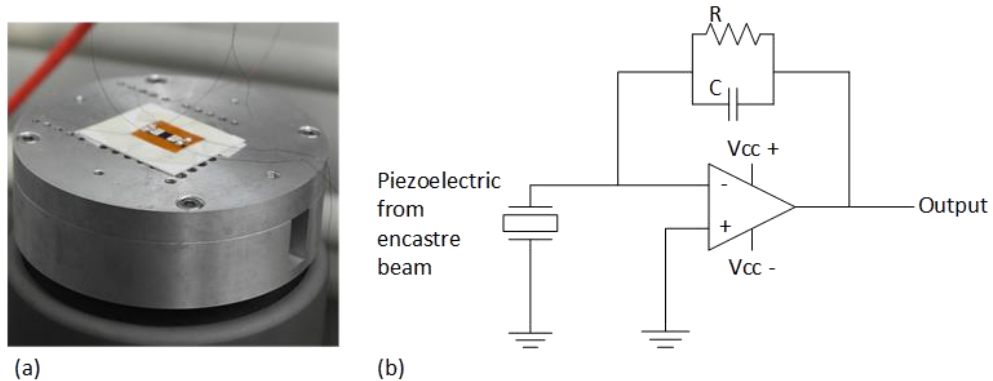 R
C
Vcc +
-
Piezoelectric
from
encastre
beam
+
Output
Vcc -
(a)
(b)